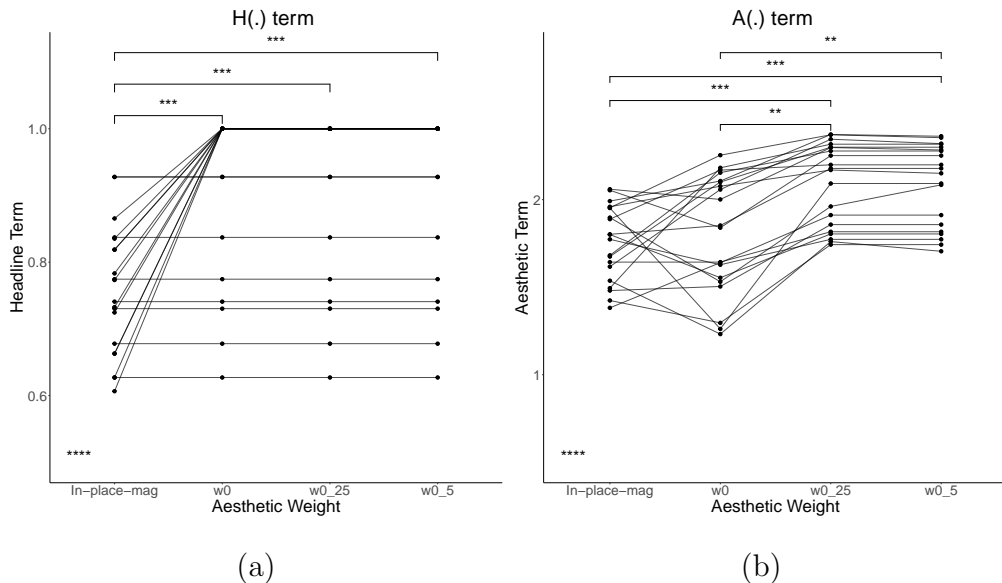 H(.) term
***
***
***
1.0
0.8
0.6
Headline Term
****
In−place−mag w0 w0_25 w0_5
Aesthetic Weight
(a)
A(.) term
**
***
***
**
2
1
Aesthetic Term
****
In−place−mag w0 w0_25 w0_5
Aesthetic Weight
(b)